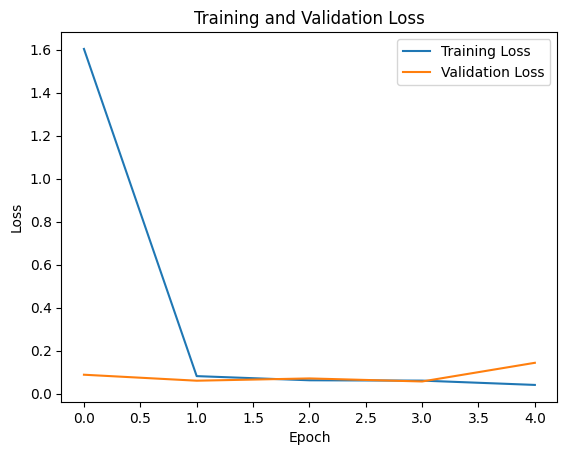 Training and Validation Loss
Training Loss
Validation Loss
1.6
1.4
1.2
1.0
0.8
0.6
0.4
0.2
0.0
Loss
0.0 0.5 1.0 1.5 2.0 2.5 3.0 3.5 4.0
Epoch